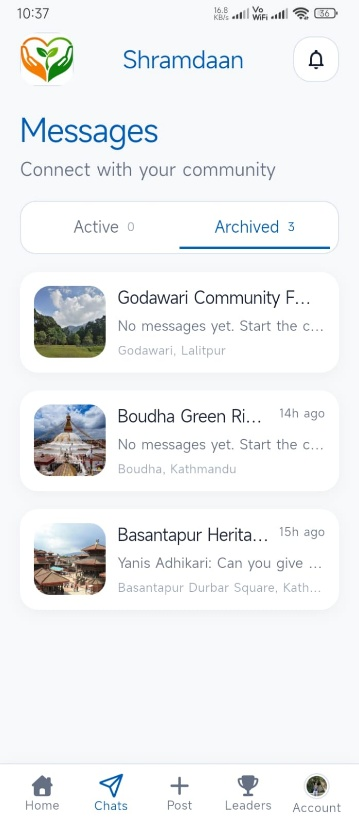 10:37 16.8 KB/s Vo WiFi 36
Shramdaan
Messages
Connect with your community
Active 0 Archived 3
Godawari Community F...
No messages yet. Start the c...
Godawari, Lalitpur
Boudha Green Ri... 14h ago
No messages yet. Start the c...
Boudha, Kathmandu
Basantapur Herita... 15h ago
Yanis Adhikari: Can you give ...
Basantapur Durbar Square, Kath...
Home Chats Post Leaders Account